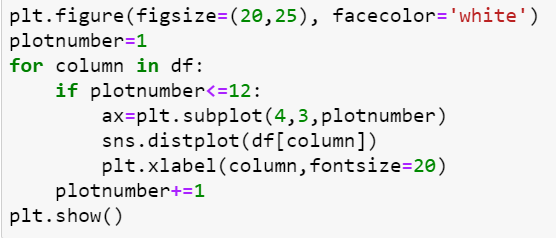 plt.figure(figsize=(20,25), facecolor='white')
plotnumber=1
for column in df:
    if plotnumber<=12:
        ax=plt.subplot(4,3,plotnumber)
        sns.distplot(df[column])
        plt.xlabel(column,fontsize=20)
    plotnumber+=1
plt.show()